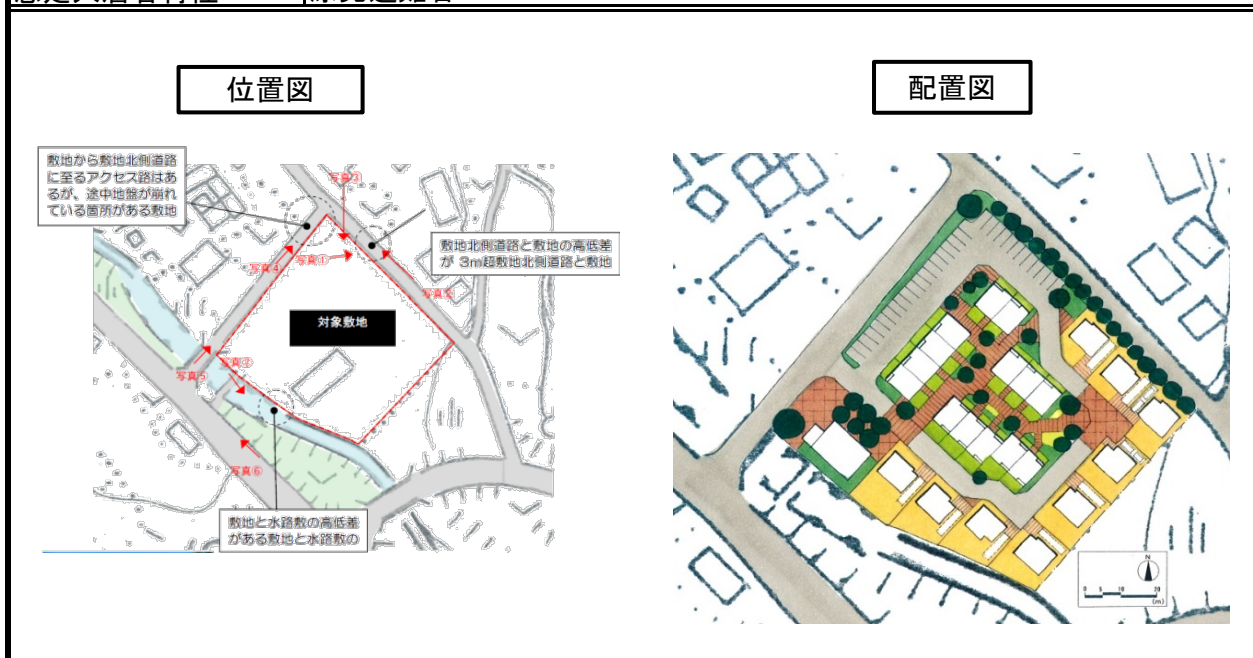 位置図
配置図
敷地から敷地北側道路
に至るアクセス路はあ
るが、途中地盤が崩れ
ている箇所がある敷地
写真③
写真①
写真④
敷地北側道路と敷地の高低差
が 3m超敷地北側道路と敷地
対象敷地
写真⑤
写真⑥
敷地と水路敷の高低差
がある敷地と水路敷の
N
0 5 10 20
(m)